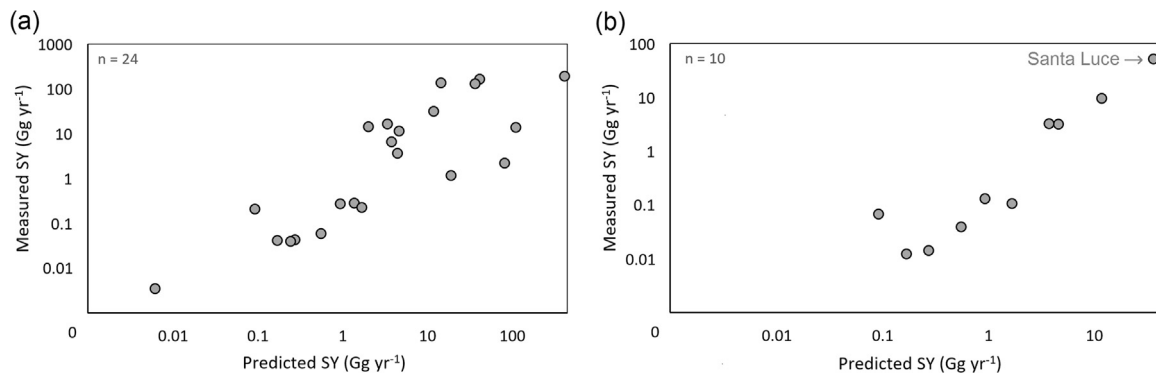 (a)
n = 24
1000
100
10
1
0.1
0.01
Measured SY (Gg yr⁻¹)
0 0.01 0.1 1 10 100
Predicted SY (Gg yr⁻¹)
(b)
n = 10
Santa Luce →
100
10
1
0.1
0.01
Measured SY (Gg yr⁻¹)
0 0.1 1 10
Predicted SY (Gg yr⁻¹)